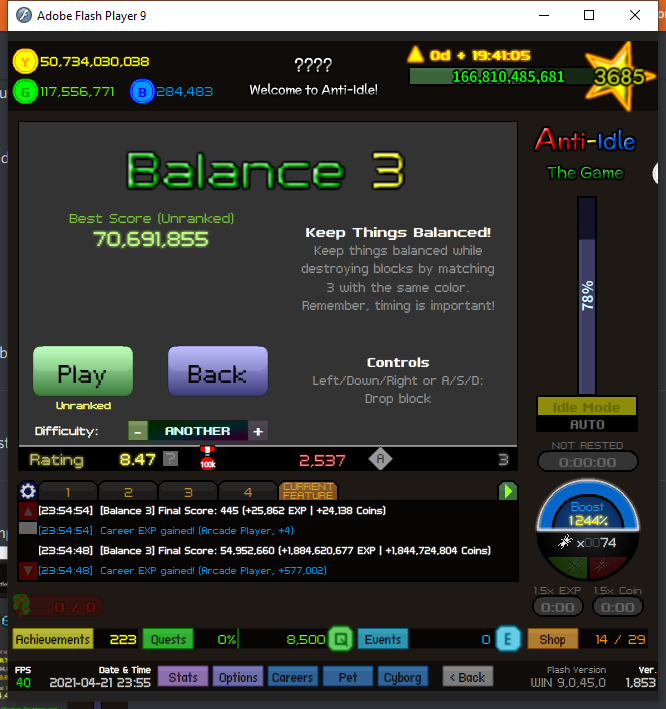 Adobe Flash Player 9
Y 50,734,030,038
G 117,556,771 B 284,483
????
Welcome to Anti-Idle!
0d + 19:41:05
166,810,485,681
3685
Balance 3
Best Score (Unranked)
70,691,855
Keep Things Balanced!
Keep things balanced while
destroying blocks by matching
3 with the same color.
Remember, timing is important!
Play
Back
Unranked
Controls
Left/Down/Right or A/S/D:
Drop block
Difficulty: - ANOTHER +
Rating 8.47 ? 100k 2,537 A 3
Anti-Idle
The Game
78%
Idle Mode
AUTO
NOT RESTED
0:00:00
Boost
1244%
x0074
1.5x EXP 1.5x Coin
0:00 0:00
1 2 3 4 CURRENT
FEATURE
[23:54:54] [Balance 3] Final Score: 445 (+25,862 EXP | +24,138 Coins)
[23:54:54] Career EXP gained! (Arcade Player, +4)
[23:54:48] [Balance 3] Final Score: 54,952,660 (+1,884,620,677 EXP | +1,844,724,804 Coins)
[23:54:48] Career EXP gained! (Arcade Player, +577,002)
0 / 0
Achievements 223 Quests 0% 8,500 Q Events 0 E Shop 14 / 29
FPS
40
Date & Time
2021-04-21 23:55
Stats Options Careers Pet Cyborg < Back
Flash Version
WIN 9,0,45,0
Ver.
1,853